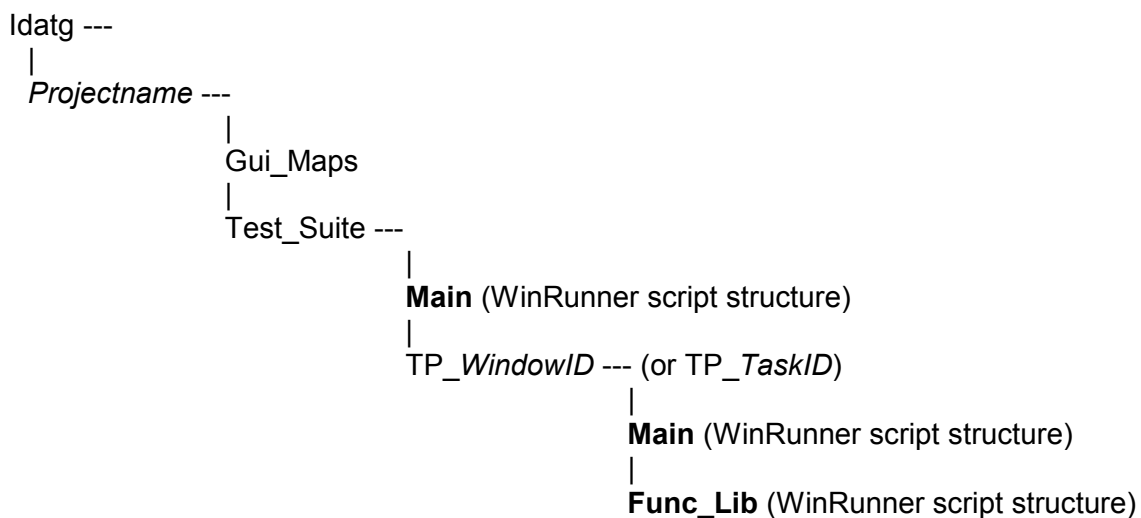 Idatg ---
|
Projectname ---
|
Gui_Maps
|
Test_Suite ---
|
Main (WinRunner script structure)
|
TP_WindowID --- (or TP_TaskID)
|
Main (WinRunner script structure)
|
Func_Lib (WinRunner script structure)